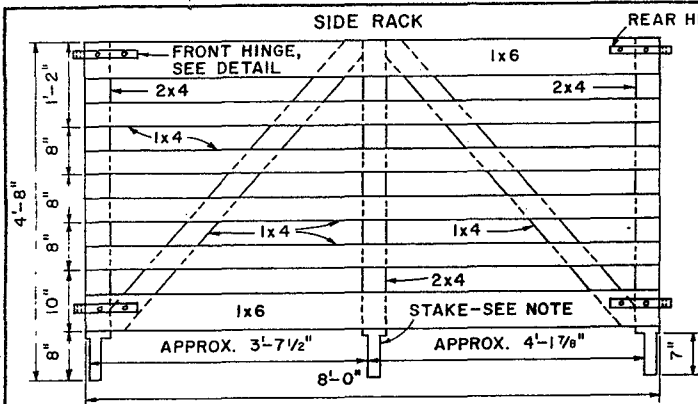 SIDE RACK
REAR H
FRONT HINGE,
SEE DETAIL
1x6
2x4
2x4
1'-2"
1x4
8"
4'-8"
8"
8"
1x4
1x4
10"
2x4
1x6
STAKE-SEE NOTE
8"
APPROX. 3'-7 1/2"
APPROX. 4'-1 7/8"
7"
8'-0"